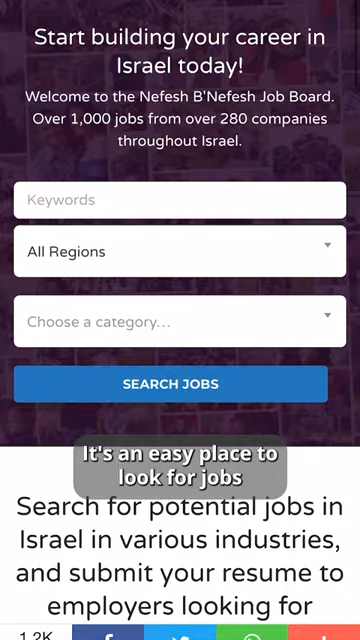 Start building your career in
Israel today!
Welcome to the Nefesh B'Nefesh Job Board.
Over 1,000 jobs from over 280 companies
throughout Israel.
Keywords
All Regions
Choose a category...
SEARCH JOBS
It's an easy place to
look for jobs
Search for potential jobs in
Israel in various industries,
and submit your resume to
employers looking for
1.2K